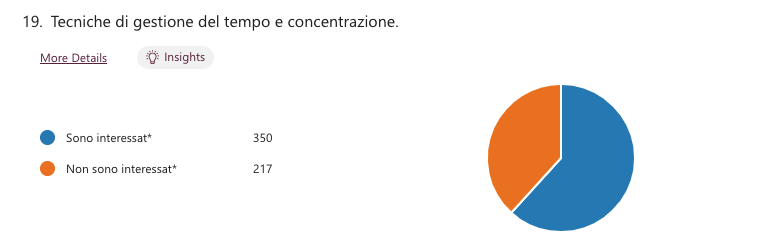 19. Tecniche di gestione del tempo e concentrazione.
More Details
Insights
Sono interessat* 350
Non sono interessat* 217